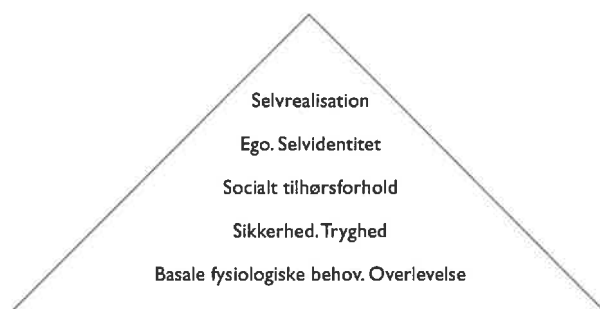 Selvrealisation
Ego. Selvidentitet
Socialt tilhørsforhold
Sikkerhed. Tryghed
Basale fysiologiske behov. Overlevelse